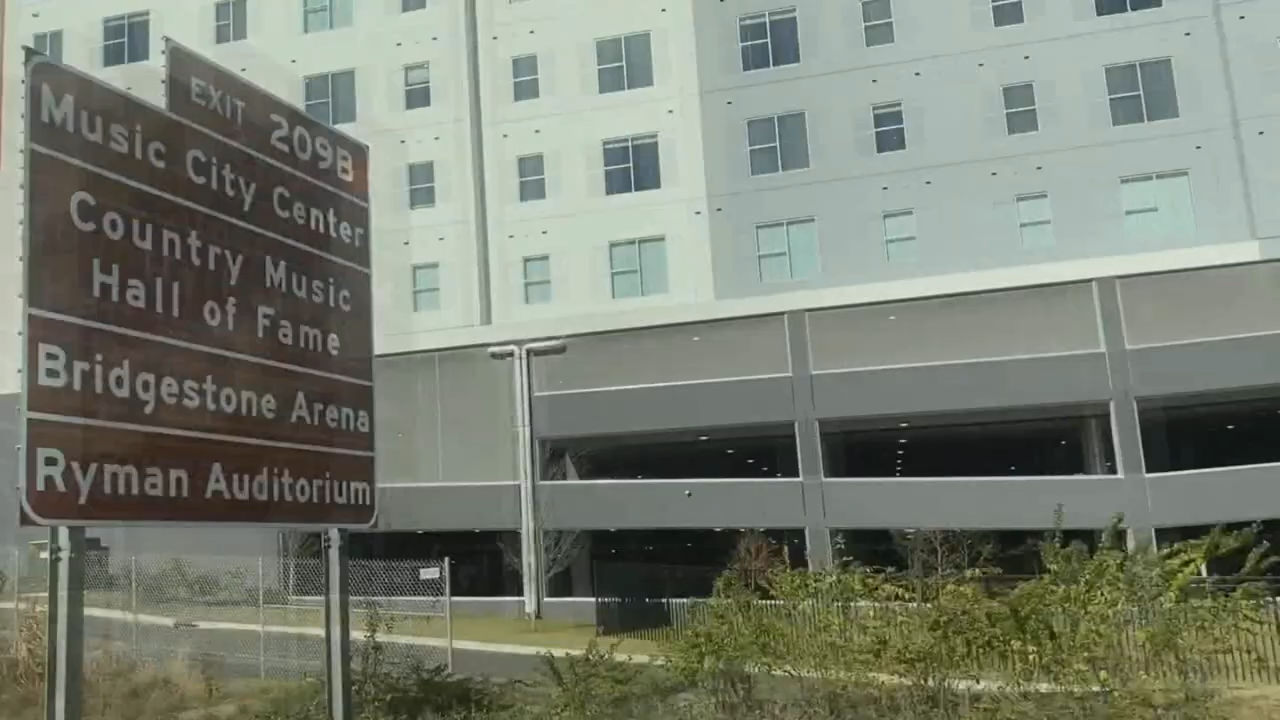 EXIT 209B
Music City Center
Country Music
Hall of Fame
Bridgestone Arena
Ryman Auditorium